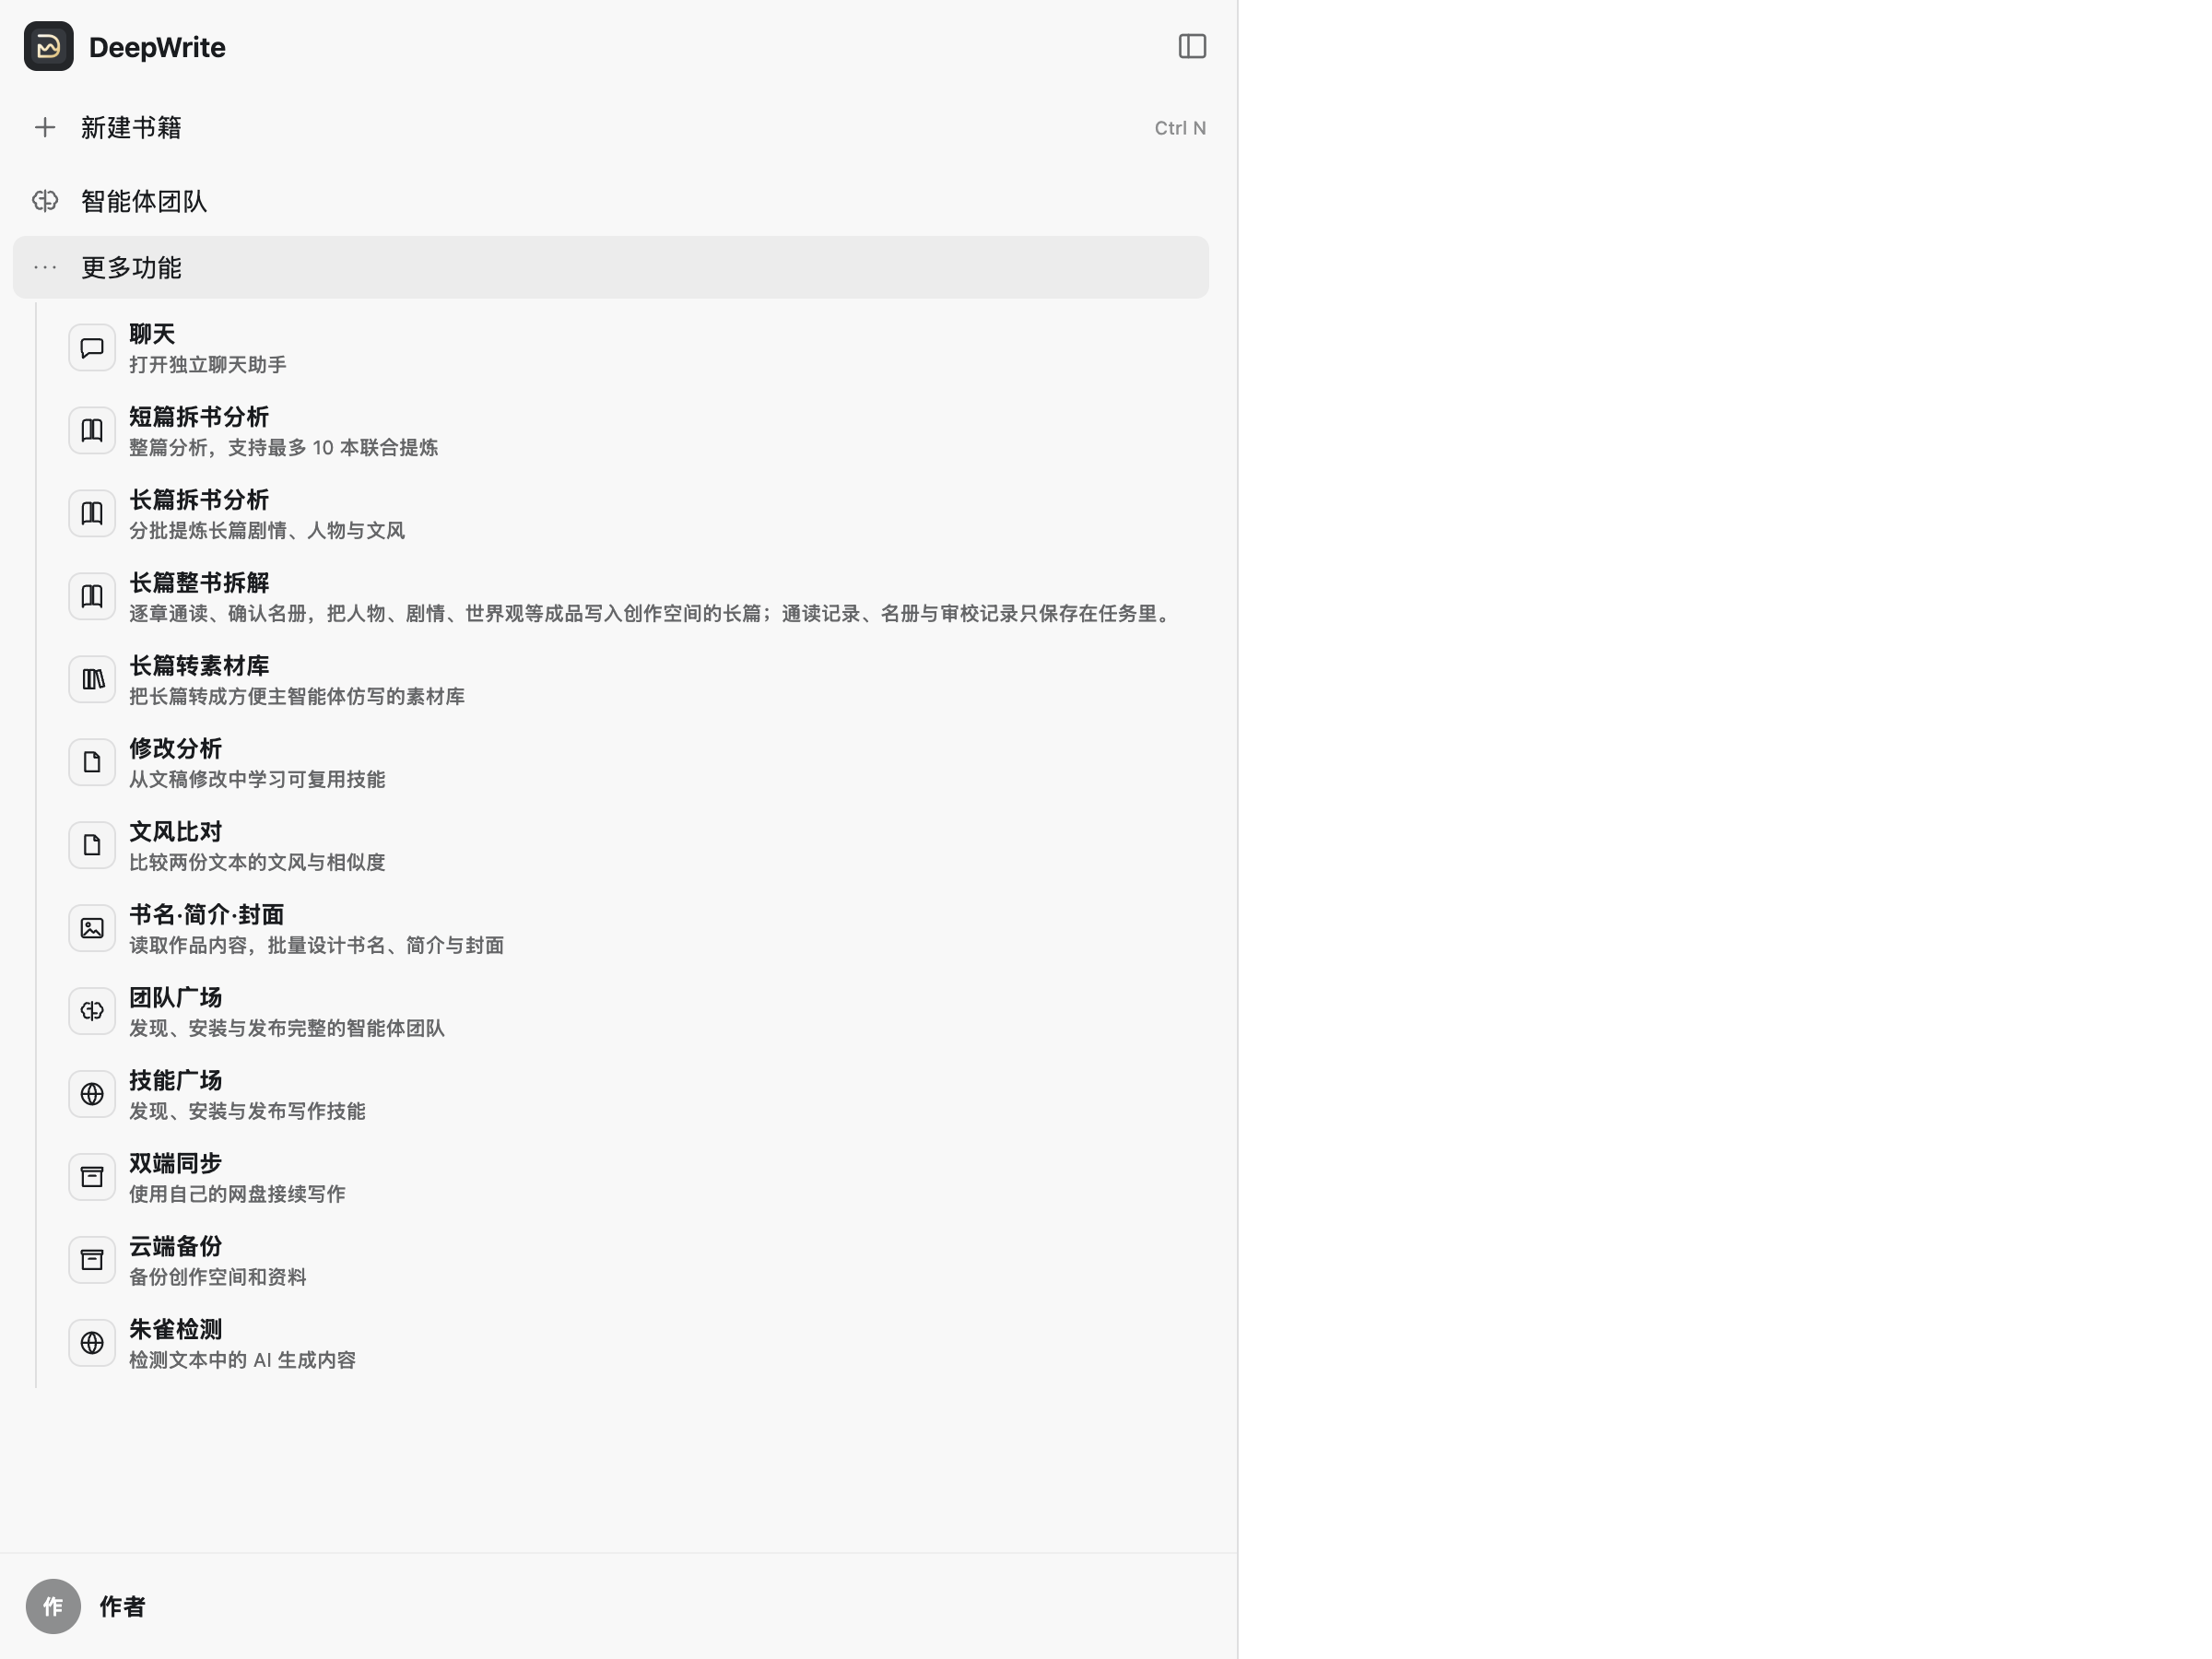 DeepWrite
新建书籍 Ctrl N
智能体团队
更多功能
聊天
打开独立聊天助手
短篇拆书分析
整篇分析，支持最多 10 本联合提炼
长篇拆书分析
分批提炼长篇剧情、人物与文风
长篇整书拆解
逐章通读、确认名册，把人物、剧情、世界观等成品写入创作空间的长篇；通读记录、名册与审校记录只保存在任务里。
长篇转素材库
把长篇转成方便主智能体仿写的素材库
修改分析
从文稿修改中学习可复用技能
文风比对
比较两份文本的文风与相似度
书名·简介·封面
读取作品内容，批量设计书名、简介与封面
团队广场
发现、安装与发布完整的智能体团队
技能广场
发现、安装与发布写作技能
双端同步
使用自己的网盘接续写作
云端备份
备份创作空间和资料
朱雀检测
检测文本中的 AI 生成内容
作 作者